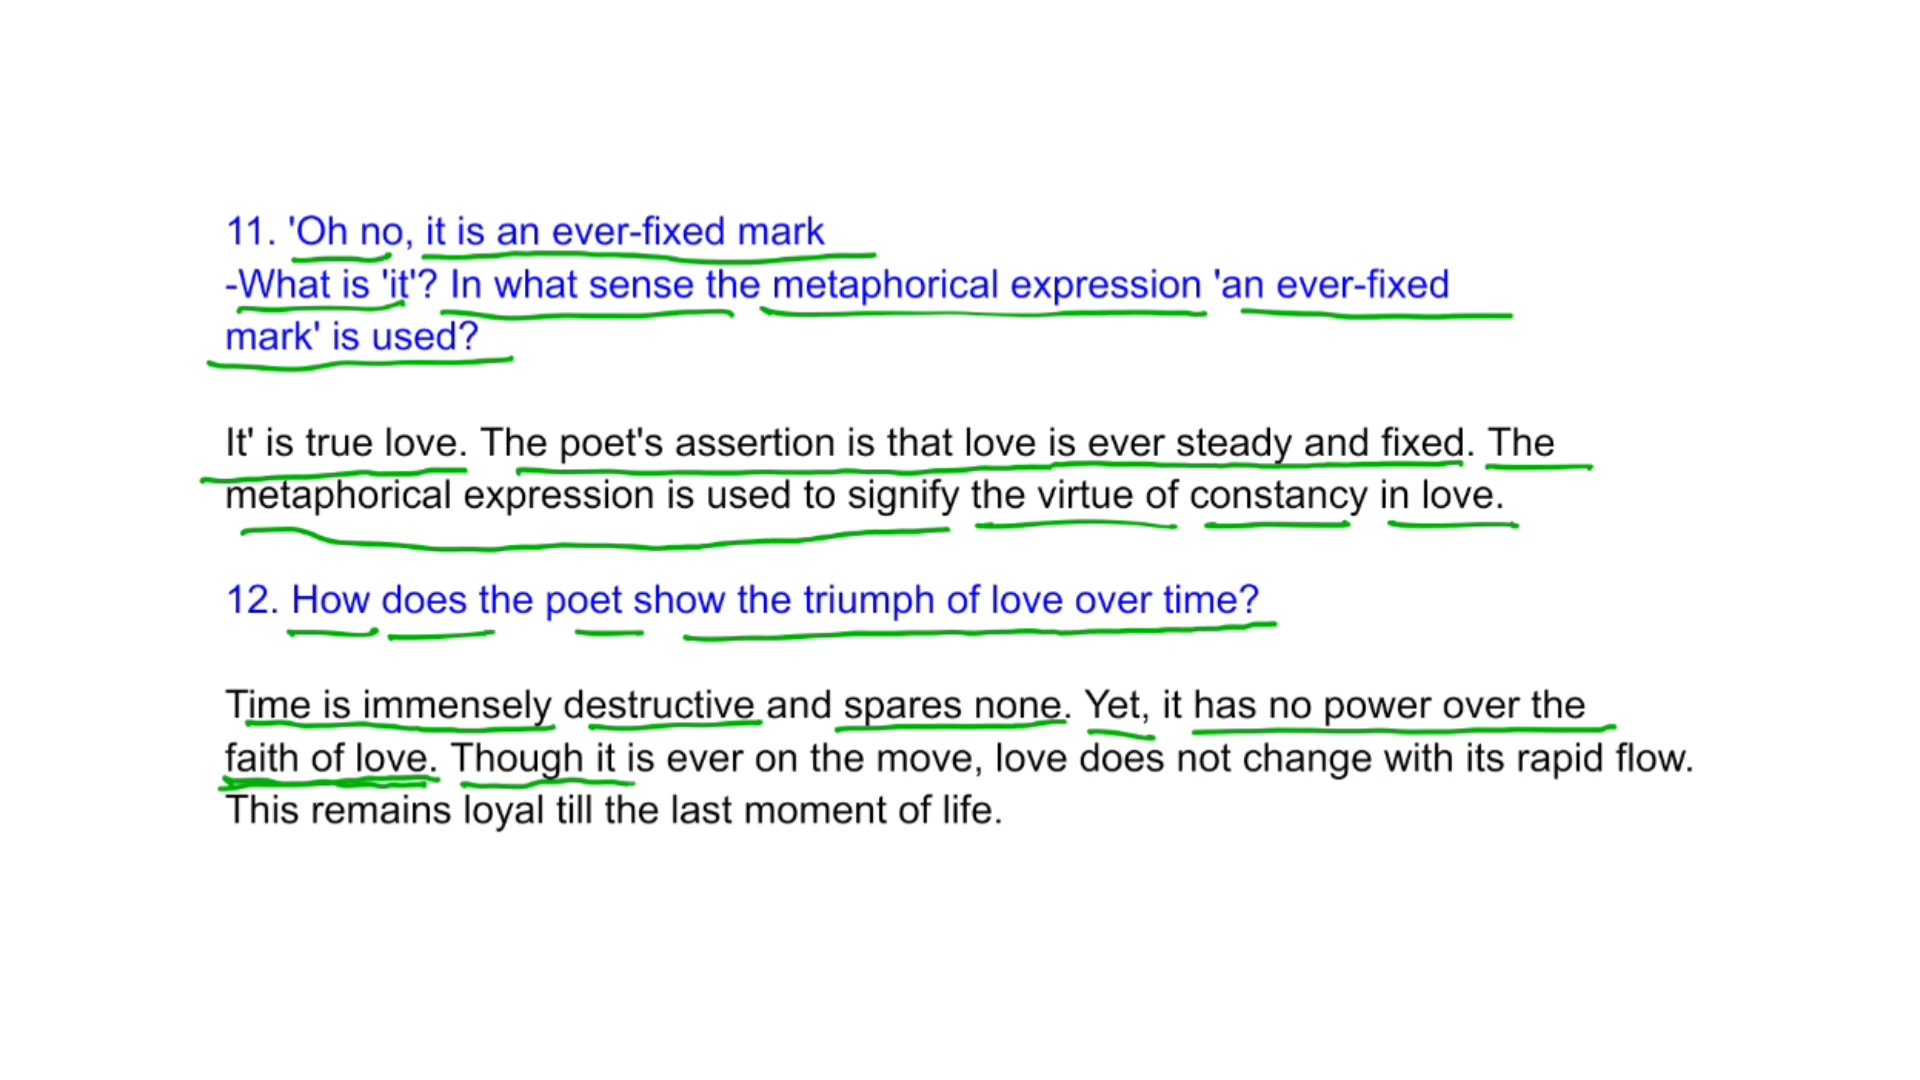 11. 'Oh no, it is an ever-fixed mark
-What is 'it'? In what sense the metaphorical expression 'an ever-fixed
mark' is used?
It' is true love. The poet's assertion is that love is ever steady and fixed. The
metaphorical expression is used to signify the virtue of constancy in love.
12. How does the poet show the triumph of love over time?
Time is immensely destructive and spares none. Yet, it has no power over the
faith of love. Though it is ever on the move, love does not change with its rapid flow.
This remains loyal till the last moment of life.